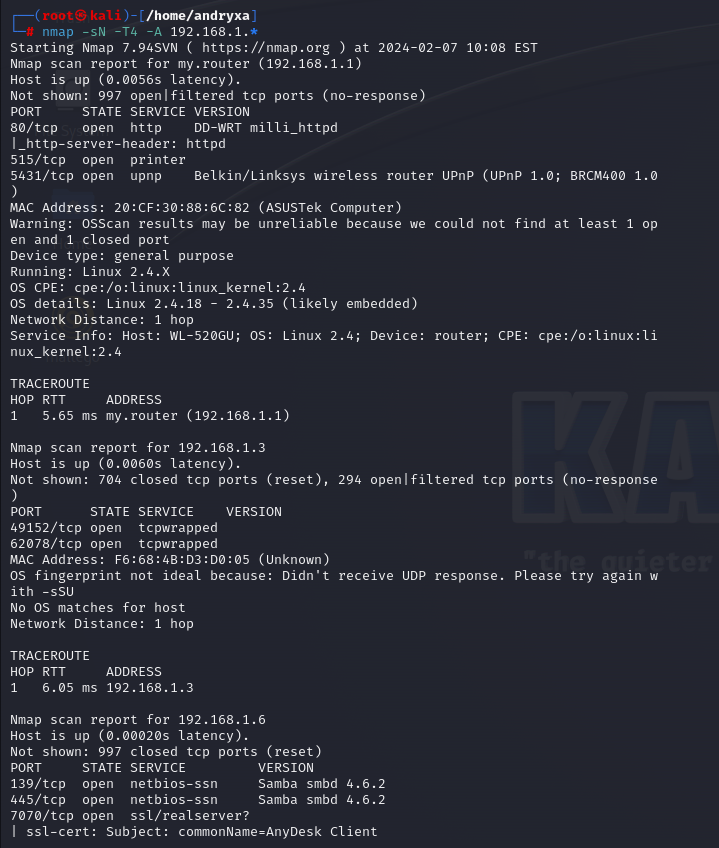 ┌──(root㉿kali)-[/home/andryxa]
└─# nmap -sN -T4 -A 192.168.1.*
Starting Nmap 7.94SVN ( https://nmap.org ) at 2024-02-07 10:08 EST
Nmap scan report for my.router (192.168.1.1)
Host is up (0.0056s latency).
Not shown: 997 open|filtered tcp ports (no-response)
PORT     STATE SERVICE VERSION
80/tcp   open  http    DD-WRT milli_httpd
|_http-server-header: httpd
515/tcp  open  printer
5431/tcp open  upnp    Belkin/Linksys wireless router UPnP (UPnP 1.0; BRCM400 1.0
)
MAC Address: 20:CF:30:88:6C:82 (ASUSTek Computer)
Warning: OSScan results may be unreliable because we could not find at least 1 op
en and 1 closed port
Device type: general purpose
Running: Linux 2.4.X
OS CPE: cpe:/o:linux:linux_kernel:2.4
OS details: Linux 2.4.18 - 2.4.35 (likely embedded)
Network Distance: 1 hop
Service Info: Host: WL-520GU; OS: Linux 2.4; Device: router; CPE: cpe:/o:linux:li
nux_kernel:2.4

TRACEROUTE
HOP RTT     ADDRESS
1   5.65 ms my.router (192.168.1.1)

Nmap scan report for 192.168.1.3
Host is up (0.0060s latency).
Not shown: 704 closed tcp ports (reset), 294 open|filtered tcp ports (no-response
)
PORT      STATE SERVICE    VERSION
49152/tcp open  tcpwrapped
62078/tcp open  tcpwrapped
MAC Address: F6:68:4B:D3:D0:05 (Unknown)
OS fingerprint not ideal because: Didn't receive UDP response. Please try again w
ith -sSU
No OS matches for host
Network Distance: 1 hop

TRACEROUTE
HOP RTT     ADDRESS
1   6.05 ms 192.168.1.3

Nmap scan report for 192.168.1.6
Host is up (0.00020s latency).
Not shown: 997 closed tcp ports (reset)
PORT     STATE SERVICE         VERSION
139/tcp  open  netbios-ssn     Samba smbd 4.6.2
445/tcp  open  netbios-ssn     Samba smbd 4.6.2
7070/tcp open  ssl/realserver?
| ssl-cert: Subject: commonName=AnyDesk Client
KA
"the quieter